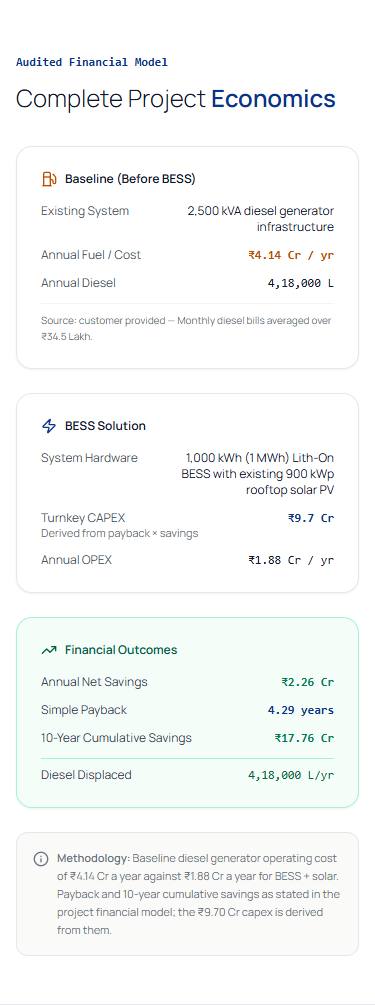 Audited Financial Model
Complete Project Economics
Baseline (Before BESS)
Existing System 2,500 kVA diesel generator
infrastructure
Annual Fuel / Cost ₹4.14 Cr / yr
Annual Diesel 4,18,000 L
Source: customer provided — Monthly diesel bills averaged over
₹34.5 Lakh.
BESS Solution
System Hardware 1,000 kWh (1 MWh) Lith-On
BESS with existing 900 kWp
rooftop solar PV
Turnkey CAPEX ₹9.7 Cr
Derived from payback × savings
Annual OPEX ₹1.88 Cr / yr
Financial Outcomes
Annual Net Savings ₹2.26 Cr
Simple Payback 4.29 years
10-Year Cumulative Savings ₹17.76 Cr
Diesel Displaced 4,18,000 L/yr
Methodology: Baseline diesel generator operating cost
of ₹4.14 Cr a year against ₹1.88 Cr a year for BESS + solar.
Payback and 10-year cumulative savings as stated in the
project financial model; the ₹9.70 Cr capex is derived
from them.